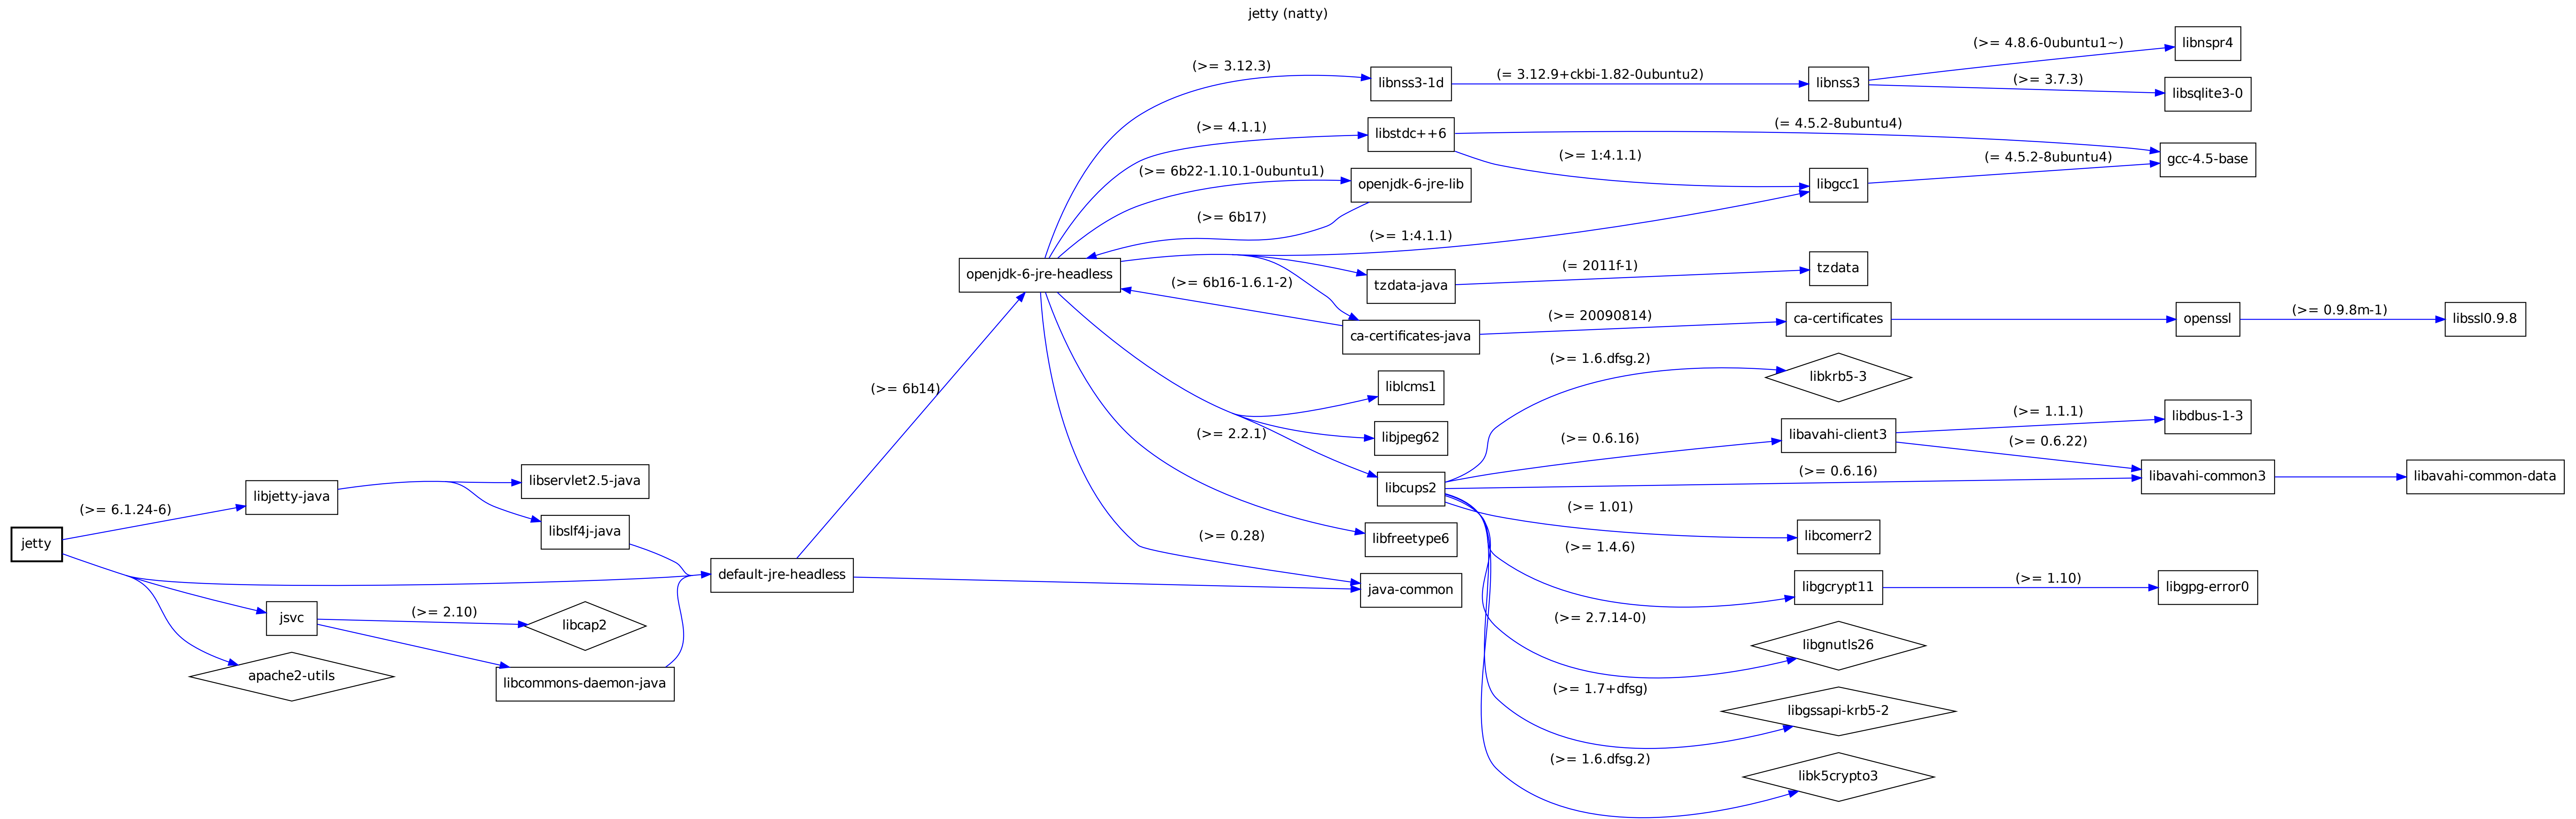 jetty (natty)
jetty
(>= 6.1.24-6)
libjetty-java
jsvc
apache2-utils
(>= 2.10)
libservlet2.5-java
libslf4j-java
libcap2
libcommons-daemon-java
default-jre-headless
(>= 6b14)
openjdk-6-jre-headless
(>= 3.12.3)
(>= 4.1.1)
(>= 6b22-1.10.1-0ubuntu1)
(>= 6b17)
(>= 1:4.1.1)
(>= 6b16-1.6.1-2)
(>= 2.2.1)
(>= 0.28)
libnss3-1d
libstdc++6
openjdk-6-jre-lib
tzdata-java
ca-certificates-java
liblcms1
libjpeg62
libcups2
libfreetype6
java-common
(= 3.12.9+ckbi-1.82-0ubuntu2)
(>= 1:4.1.1)
(= 2011f-1)
(>= 20090814)
(>= 1.6.dfsg.2)
(>= 0.6.16)
(>= 1.01)
(>= 1.4.6)
(>= 2.7.14-0)
(>= 1.7+dfsg)
(>= 1.6.dfsg.2)
libnss3
(= 4.5.2-8ubuntu4)
libgcc1
tzdata
ca-certificates
libkrb5-3
libavahi-client3
(>= 0.6.16)
libcomerr2
libgcrypt11
libgnutls26
libgssapi-krb5-2
libk5crypto3
(>= 4.8.6-0ubuntu1~)
(>= 3.7.3)
(= 4.5.2-8ubuntu4)
(>= 1.1.1)
(>= 0.6.22)
(>= 1.10)
libnspr4
libsqlite3-0
gcc-4.5-base
openssl
libdbus-1-3
libavahi-common3
libgpg-error0
(>= 0.9.8m-1)
libssl0.9.8
libavahi-common-data